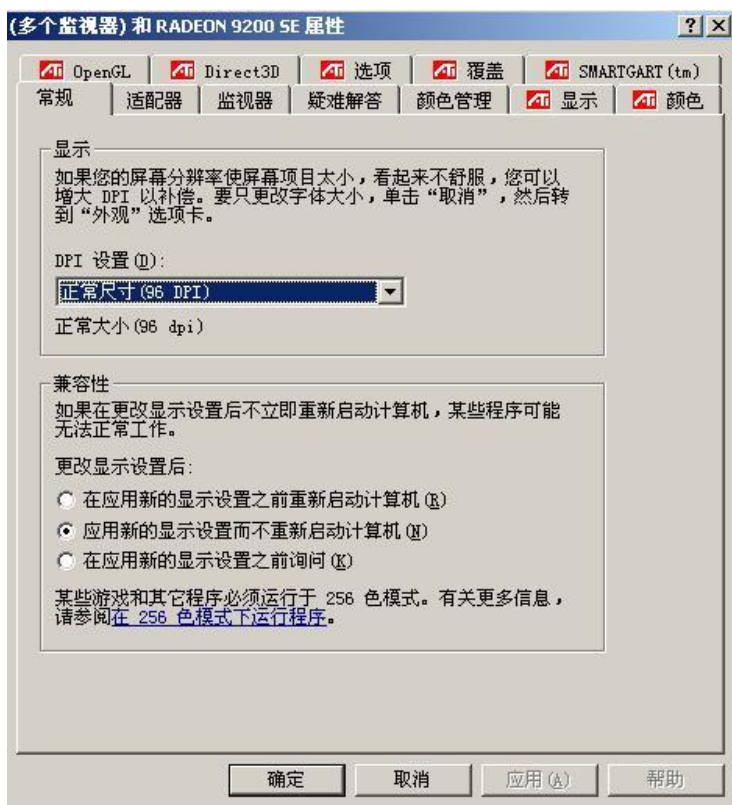 (多个监视器) 和 RADEON 9200 SE 属性
ATI OpenGL ATI Direct3D ATI 选项 ATI 覆盖 ATI SMARTGART(tm)
常规 适配器 监视器 疑难解答 颜色管理 ATI 显示 ATI 颜色
显示
如果您的屏幕分辨率使屏幕项目太小，看起来不舒服，您可以
增大 DPI 以补偿。要只更改字体大小，单击“取消”，然后转
到“外观”选项卡。
DPI 设置(D):
正常尺寸(96 DPI)
正常大小(96 dpi)
兼容性
如果在更改显示设置后不立即重新启动计算机，某些程序可能
无法正常工作。
更改显示设置后:
在应用新的显示设置之前重新启动计算机(R)
应用新的显示设置而不重新启动计算机(N)
在应用新的显示设置之前询问(K)
某些游戏和其它程序必须运行于 256 色模式。有关更多信息，
请参阅在 256 色模式下运行程序。
确定 取消 应用(A) 帮助